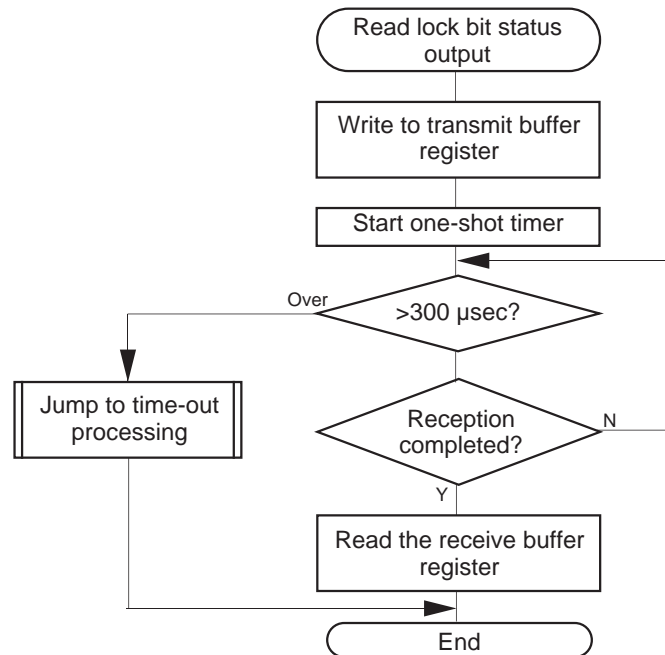 Read lock bit status
output
Write to transmit buffer
register
Start one-shot timer
Over
>300 μsec?
Jump to time-out
processing
Reception
completed?
N
Y
Read the receive buffer
register
End